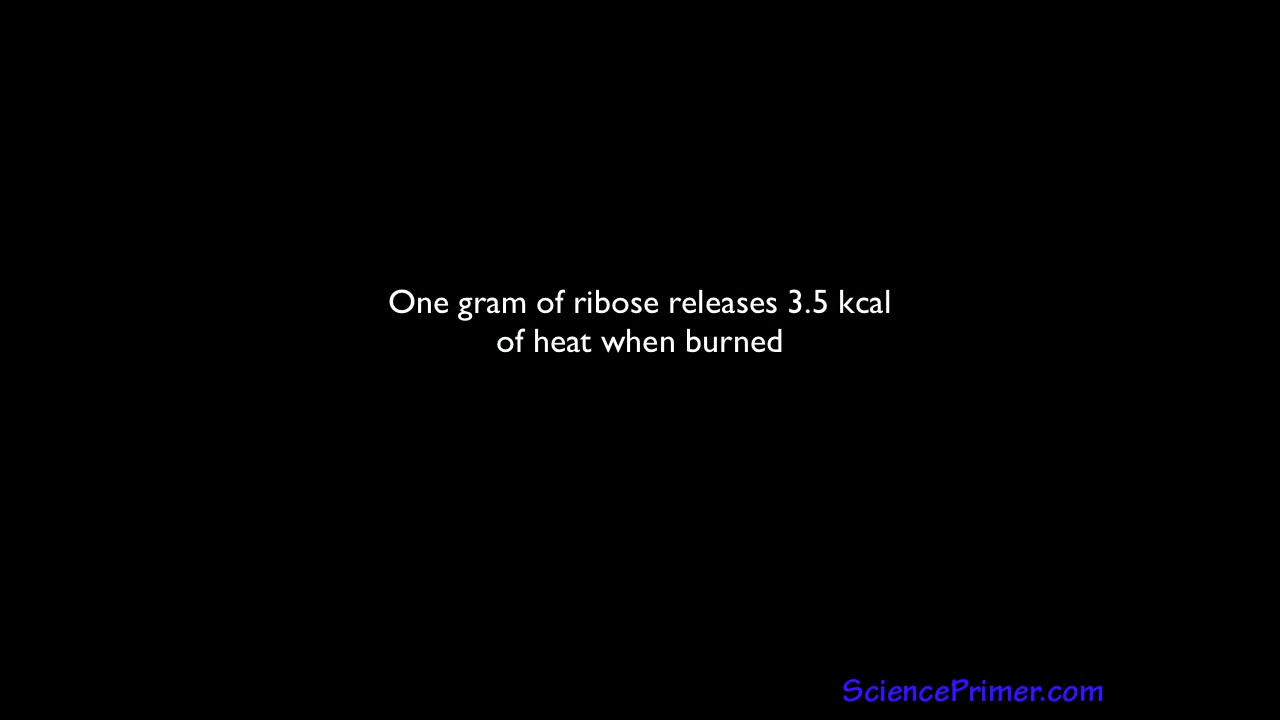 One gram of ribose releases 3.5 kcal
of heat when burned
SciencePrimer.com